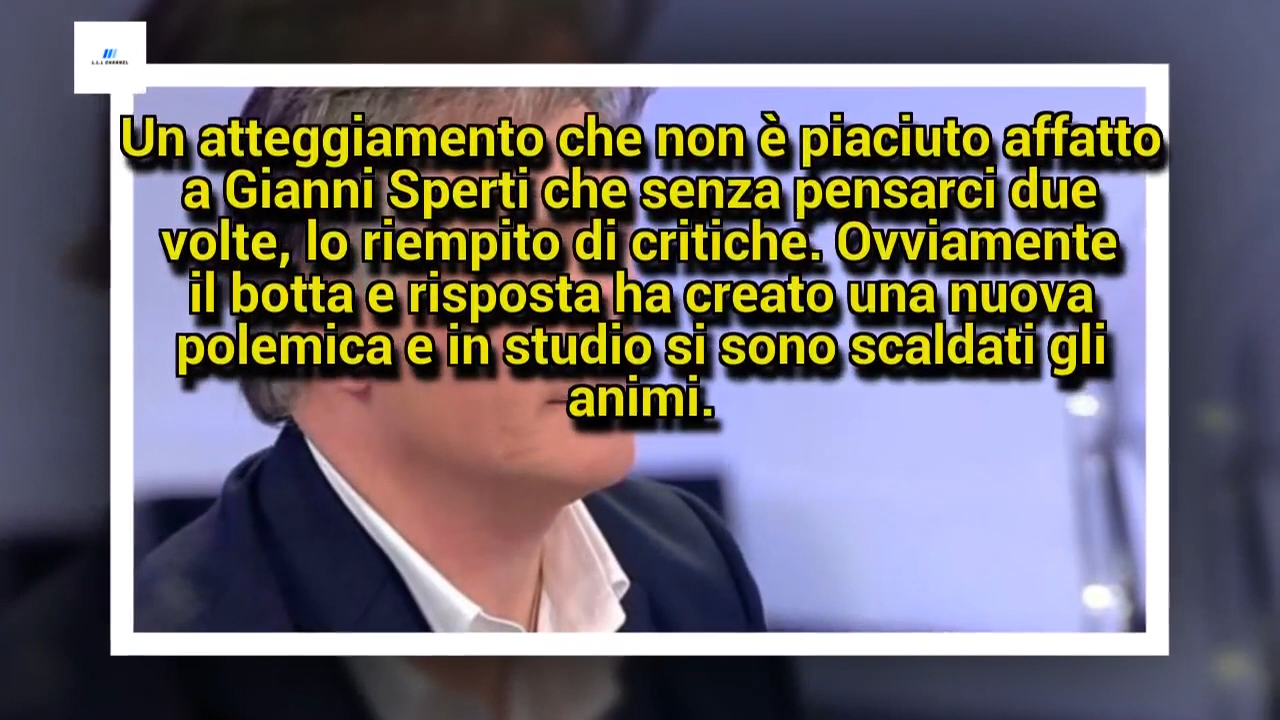 L.L.L CHANNEL
Un atteggiamento che non è piaciuto affatto
a Gianni Sperti che senza pensarci due
volte, lo riempito di critiche. Ovviamente
il botta e risposta ha creato una nuova
polemica e in studio si sono scaldati gli
animi.